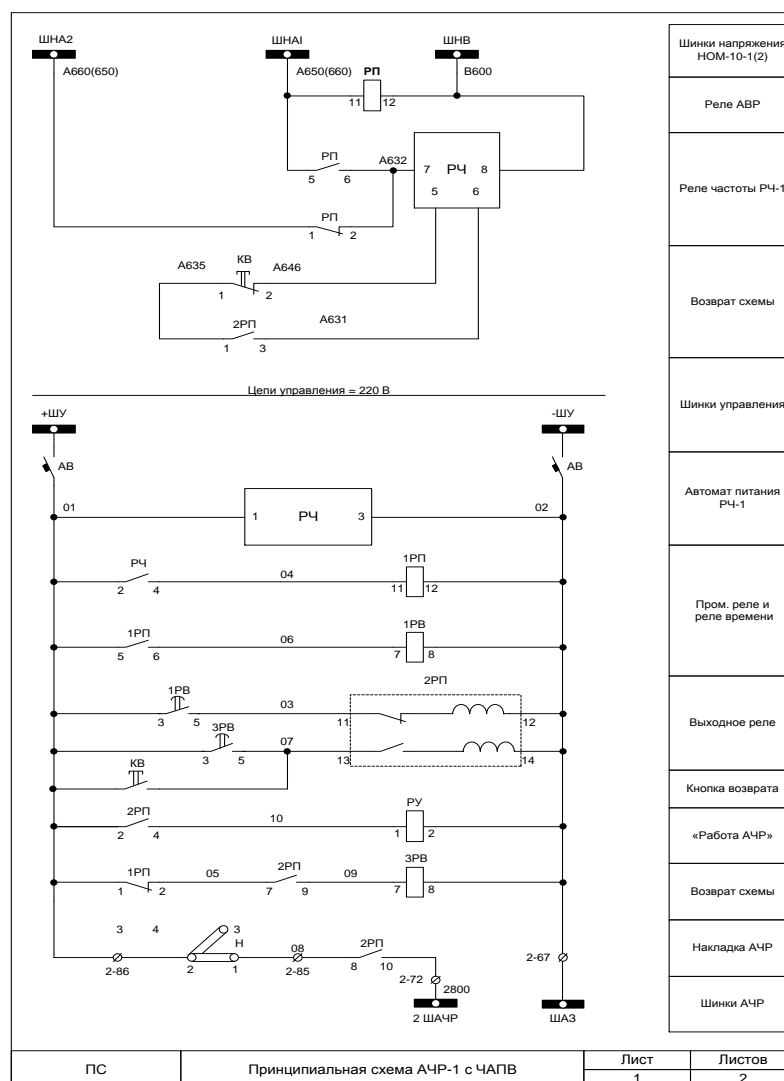 ШНА2 ШНАІ ШНВ
А660(650) А650(660) РП В600
11 12
РП А632
5 6 7 РЧ 8
5 6
РП
1 2
А635 КВ А646
1 2
2РП А631
1 3
Цепи управления = 220 В
+ШУ -ШУ
АВ АВ
01 02
1 РЧ 3
РЧ 04 1РП
2 4 11 12
1РП 06 1РВ
5 6 7 8
2РП
1РВ 03
3 5 11 12
3РВ 07
3 5 13 14
КВ
2РП 10 РУ
2 4 1 2
1РП 05 2РП 09 3РВ
1 2 7 9 7 8
3 4 3
Н 08 2РП
2-86 2 1 2-85 8 10 2-67
2-72 2800
2 ШАЧР ШАЗ
Шинки напряжения
НОМ-10-1(2)
Реле АВР
Реле частоты РЧ-1
Возврат схемы
Шинки управления
Автомат питания
РЧ-1
Пром. реле и
реле времени
Выходное реле
Кнопка возврата
«Работа АЧР»
Возврат схемы
Накладка АЧР
Шинки АЧР
ПС Принципиальная схема АЧР-1 с ЧАПВ Лист Листов
1 2